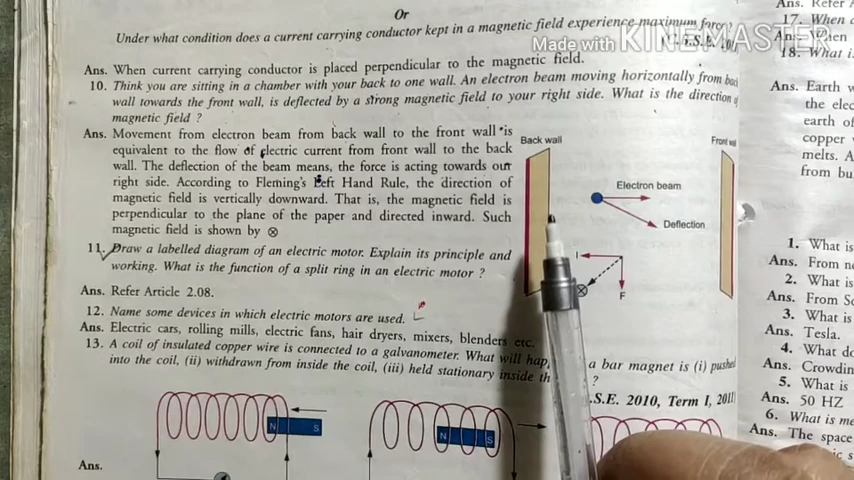 Or
Under what condition does a current carrying conductor kept in a magnetic field experience maximum force
Made with KINEMASTER
Ans. When current carrying conductor is placed perpendicular to the magnetic field.
10. Think you are sitting in a chamber with your back to one wall. An electron beam moving horizontally from back
wall towards the front wall, is deflected by a strong magnetic field to your right side. What is the direction of
magnetic field ?
Ans. Movement from electron beam from back wall to the front wall is
equivalent to the flow of electric current from front wall to the back
wall. The deflection of the beam means, the force is acting towards our
right side. According to Fleming's Left Hand Rule, the direction of
magnetic field is vertically downward. That is, the magnetic field is
perpendicular to the plane of the paper and directed inward. Such
magnetic field is shown by ⊗
Back wall
Front wall
Electron beam
Deflection
I
⊗
F
11. Draw a labelled diagram of an electric motor. Explain its principle and
working. What is the function of a split ring in an electric motor ?
Ans. Refer Article 2.08.
12. Name some devices in which electric motors are used.
Ans. Electric cars, rolling mills, electric fans, hair dryers, mixers, blenders etc.
13. A coil of insulated copper wire is connected to a galvanometer. What will hap a bar magnet is (i) pushed
into the coil, (ii) withdrawn from inside the coil, (iii) held stationary inside th ?
.S.E. 2010, Term I, 2011
N S
N S
Ans.
Ans. Refer A
17. When
Ans. When
18. What i
Ans. Earth w
the elec
earth of
copper
melts. A
from bu
1. What is
Ans. From n
2. What is
Ans. From So
3. What is
Ans. Tesla.
4. What do
Ans. Crowdin
5. What is
Ans. 50 HZ
6. What is me
Ans. The space